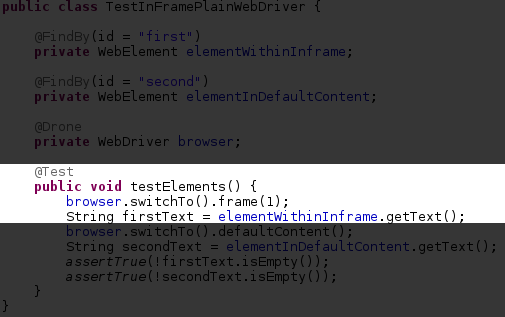 public class TestInFramePlainWebDriver {
@FindBy(id = "first")
private WebElement elementWithinInframe;
@FindBy(id = "second")
private WebElement elementInDefaultContent;
@Drone
private WebDriver browser;
@Test
public void testElements() {
browser.switchTo().frame(1);
String firstText = elementWithinInframe.getText();
browser.switchTo().defaultContent();
String secondText = elementInDefaultContent.getText();
assertTrue(!firstText.isEmpty());
assertTrue(!secondText.isEmpty());
}
}